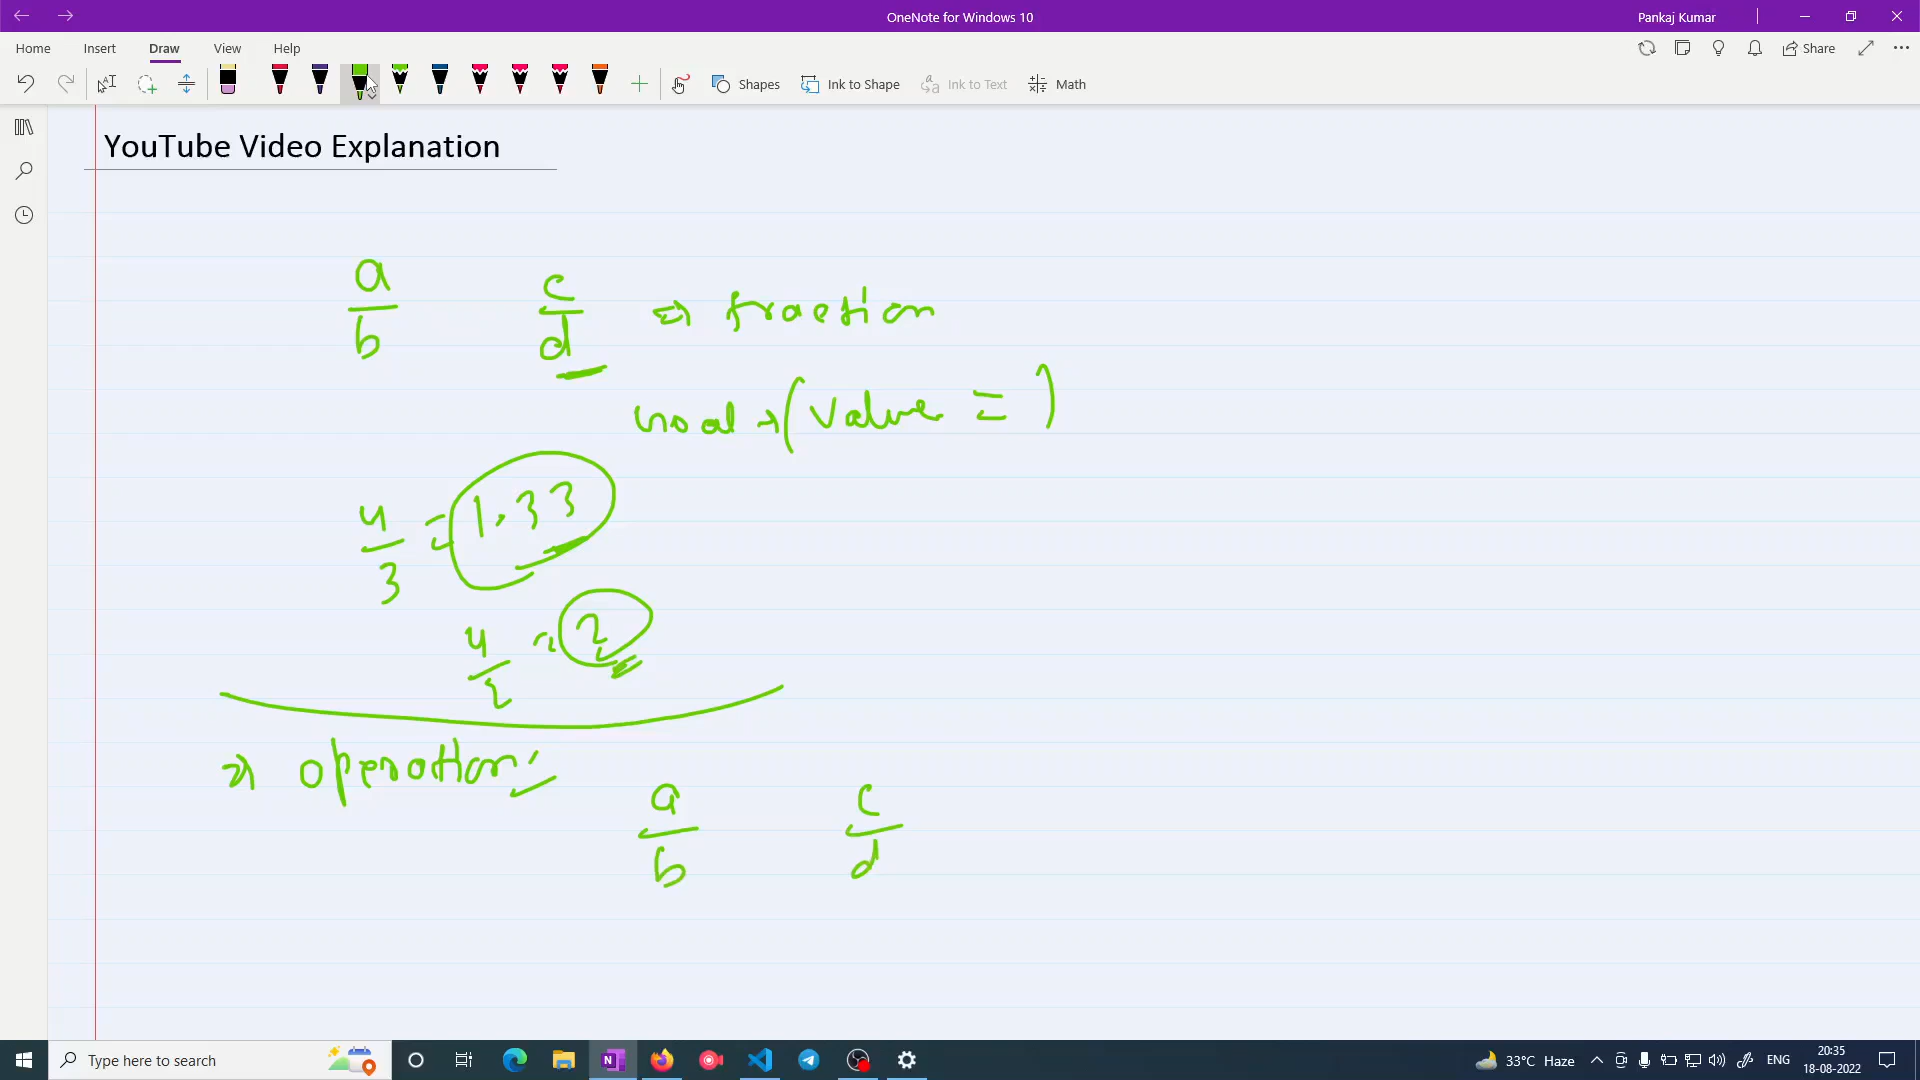 OneNote for Windows 10
Pankaj Kumar
Home Insert Draw View Help
Share
Shapes Ink to Shape Ink to Text Math
YouTube Video Explanation
a/b c/d ⇒ fraction
(value = )
4/3 = 1.33
4/2 = 2
⇒ operation:
a/b c/d
Type here to search
33°C Haze
ENG
20:35
18-08-2022